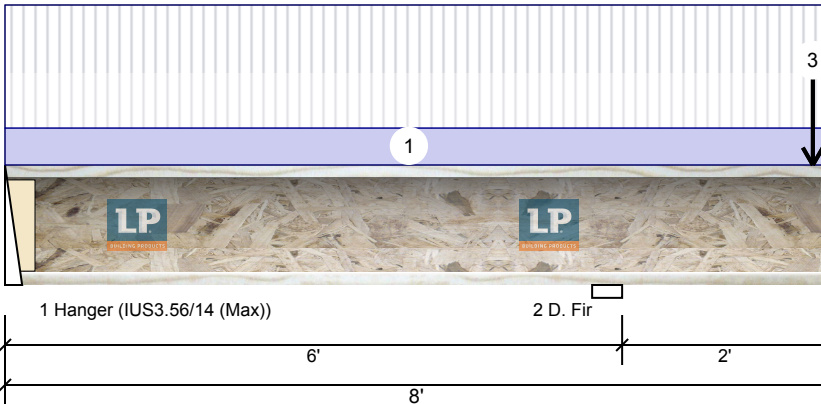 3
1
LP LP
BUILDING PRODUCTS BUILDING PRODUCTS
1 Hanger (IUS3.56/14 (Max)) 2 D. Fir
6' 2'
8'